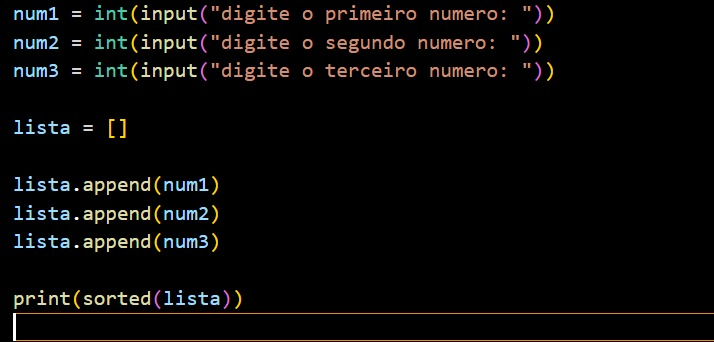 num1 = int(input("digite o primeiro numero: "))
num2 = int(input("digite o segundo numero: "))
num3 = int(input("digite o terceiro numero: "))
lista = []
lista.append(num1)
lista.append(num2)
lista.append(num3)
print(sorted(lista))